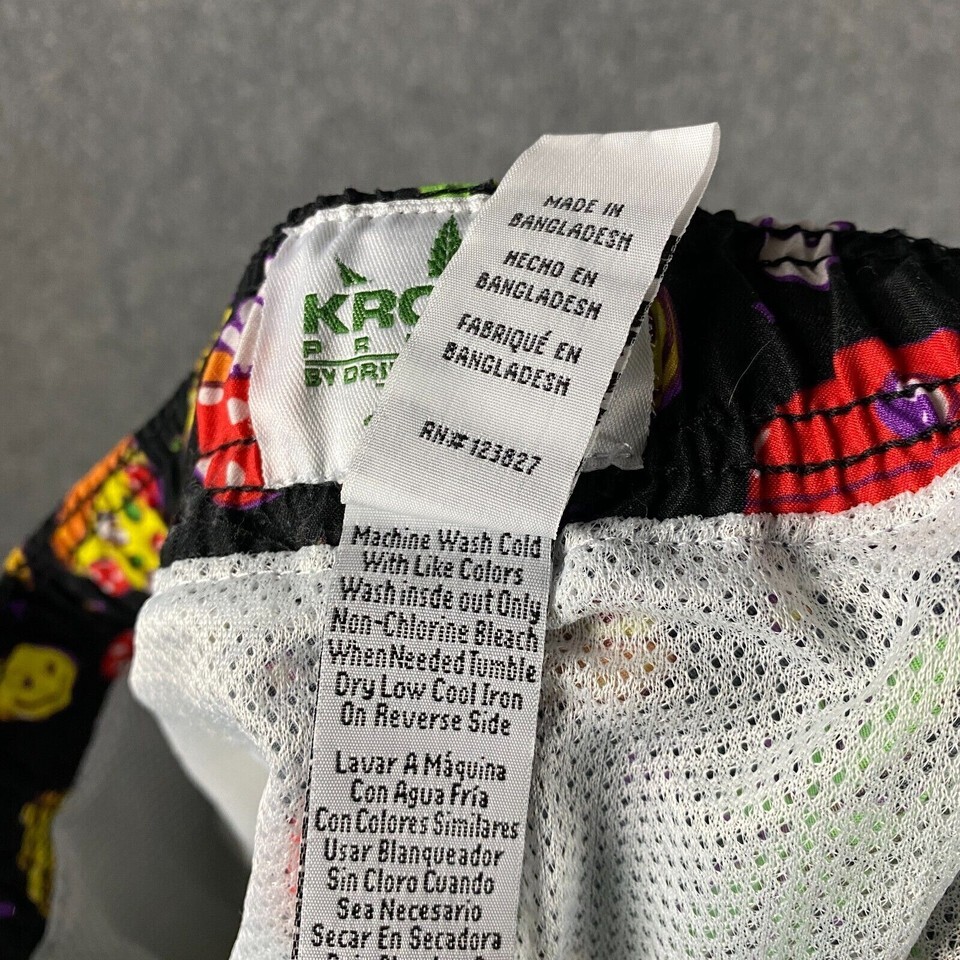 KRO
BY DRI
MADE IN
BANGLADESH
HECHO EN
BANGLADESH
FABRIQUÉ EN
BANGLADESH
RN# 123827
Machine Wash Cold
With Like Colors
Wash insde out Only
Non-Chlorine Bleach
When Needed Tumble
Dry Low Cool Iron
On Reverse Side
Lavar A Máquina
Con Agua Fría
Con Colores Similares
Usar Blanqueador
Sin Cloro Cuando
Sea Necesario
Secar En Secadora